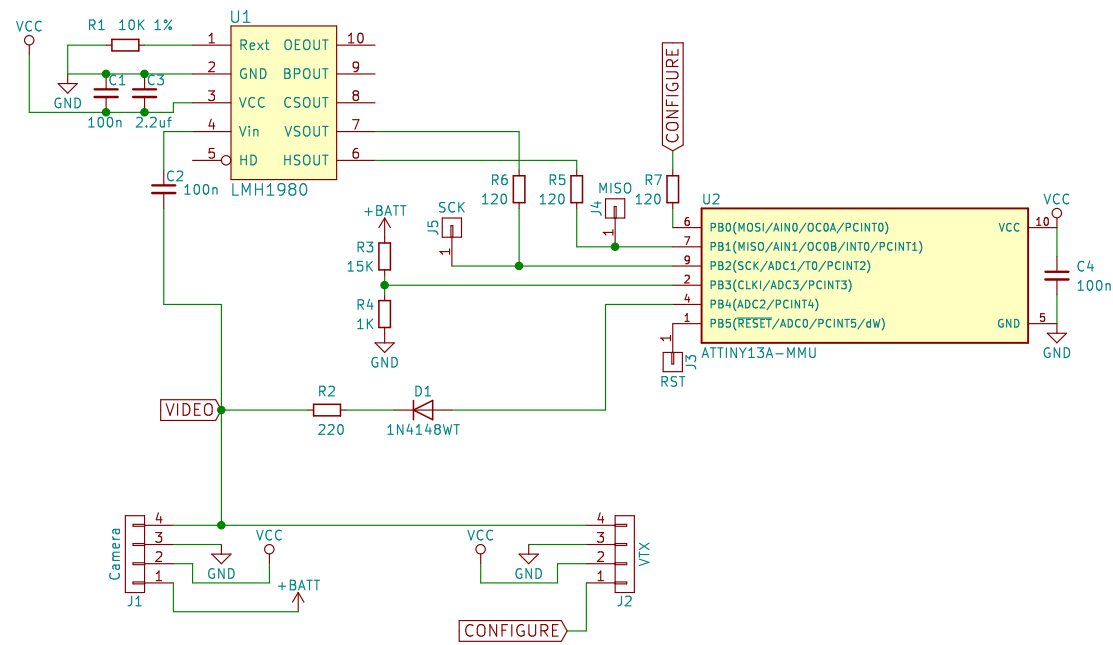 U1
VCC
R1 10K 1%
1 Rext OEOUT 10
2 GND BPOUT 9
3 VCC CSOUT 8
4 Vin VSOUT 7
5 HD HSOUT 6
LMH1980
GND
C1
C3
100n
2.2uf
C2
100n
CONFIGURE
R6
120
R5
120
MISO
J4
1
R7
120
SCK
J5
1
+BATT
R3
15K
R4
1K
GND
U2
6 PB0(MOSI/AIN0/OC0A/PCINT0)
7 PB1(MISO/AIN1/OC0B/INT0/PCINT1)
9 PB2(SCK/ADC1/T0/PCINT2)
2 PB3(CLKI/ADC3/PCINT3)
4 PB4(ADC2/PCINT4)
1 PB5(RESET/ADC0/PCINT5/dW)
VCC 10
GND 5
ATTINY13A-MMU
VCC
C4
100n
GND
1
J3
RST
VIDEO
R2
220
D1
1N4148WT
Camera
4
3
2
1
J1
GND
VCC
+BATT
VCC
GND
4
3
2
1
VTX
J2
CONFIGURE